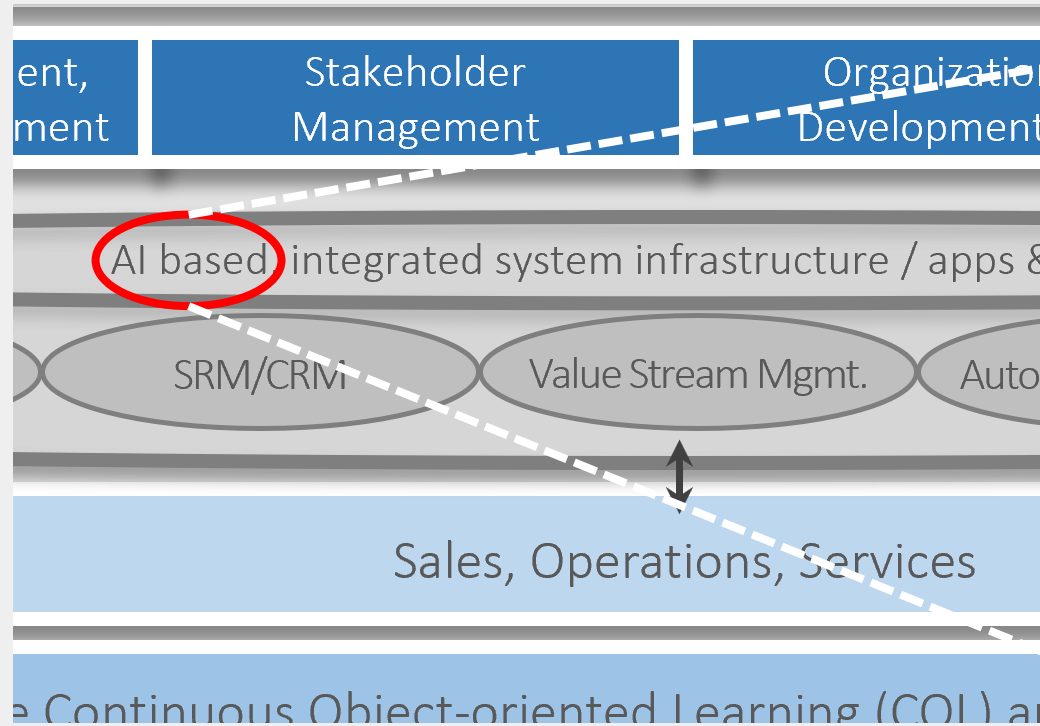 ent,
ment
Stakeholder
Management
Organizatio
Development
AI based, integrated system infrastructure / apps &
SRM/CRM
Value Stream Mgmt.
Auto
Sales, Operations, Services
e Continuous Object-oriented Learning (COL) a